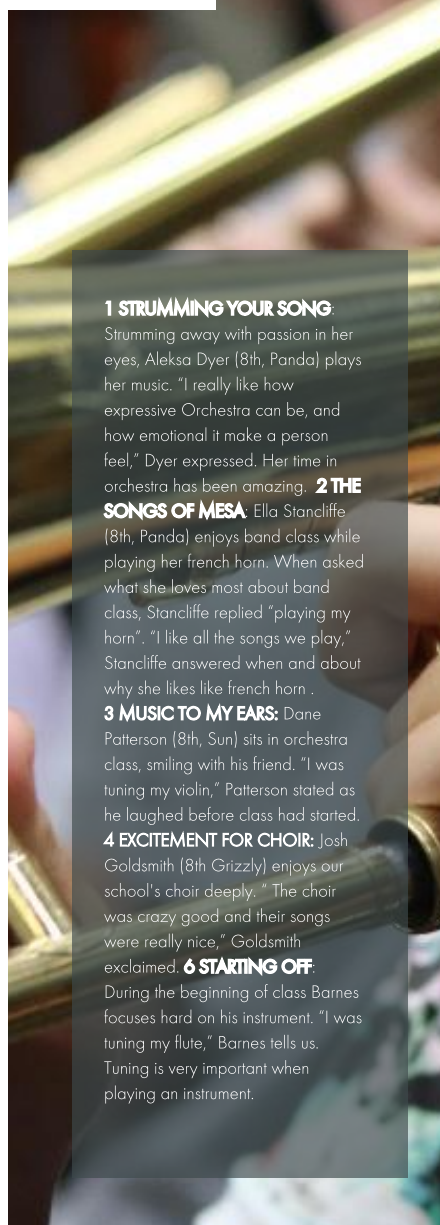 1 STRUMMING YOUR SONG:
Strumming away with passion in her
eyes, Aleksa Dyer (8th, Panda) plays
her music. “I really like how
expressive Orchestra can be, and
how emotional it make a person
feel,” Dyer expressed. Her time in
orchestra has been amazing. 2 THE
SONGS OF MESA: Ella Stancliffe
(8th, Panda) enjoys band class while
playing her french horn. When asked
what she loves most about band
class, Stancliffe replied “playing my
horn”. “I like all the songs we play,”
Stancliffe answered when and about
why she likes like french horn .
3 MUSIC TO MY EARS: Dane
Patterson (8th, Sun) sits in orchestra
class, smiling with his friend. “I was
tuning my violin,” Patterson stated as
he laughed before class had started.
4 EXCITEMENT FOR CHOIR: Josh
Goldsmith (8th Grizzly) enjoys our
school's choir deeply. “ The choir
was crazy good and their songs
were really nice,” Goldsmith
exclaimed. 6 STARTING OFF:
During the beginning of class Barnes
focuses hard on his instrument. “I was
tuning my flute,” Barnes tells us.
Tuning is very important when
playing an instrument.